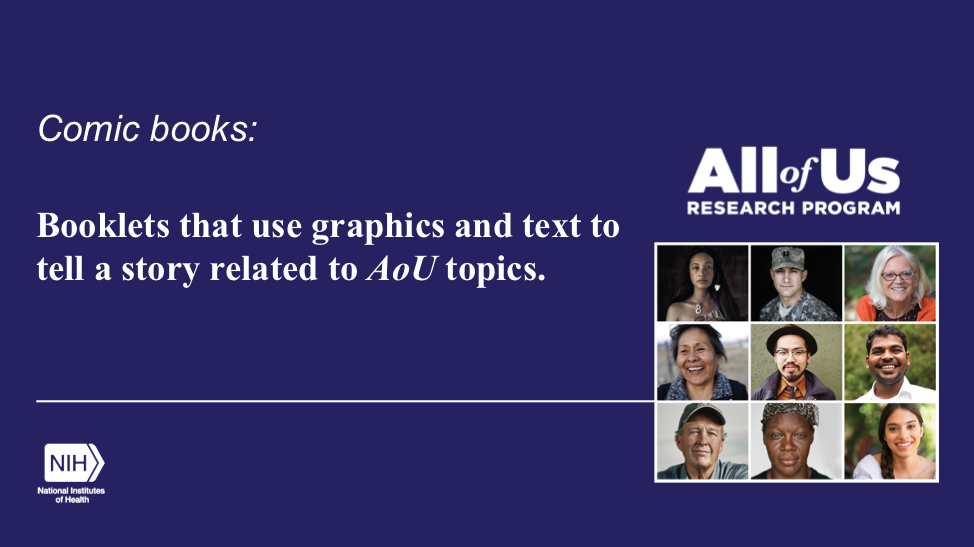 Comic books:
Booklets that use graphics and text to
tell a story related to AoU topics.
All of Us
RESEARCH PROGRAM
NIH
National Institutes
of Health